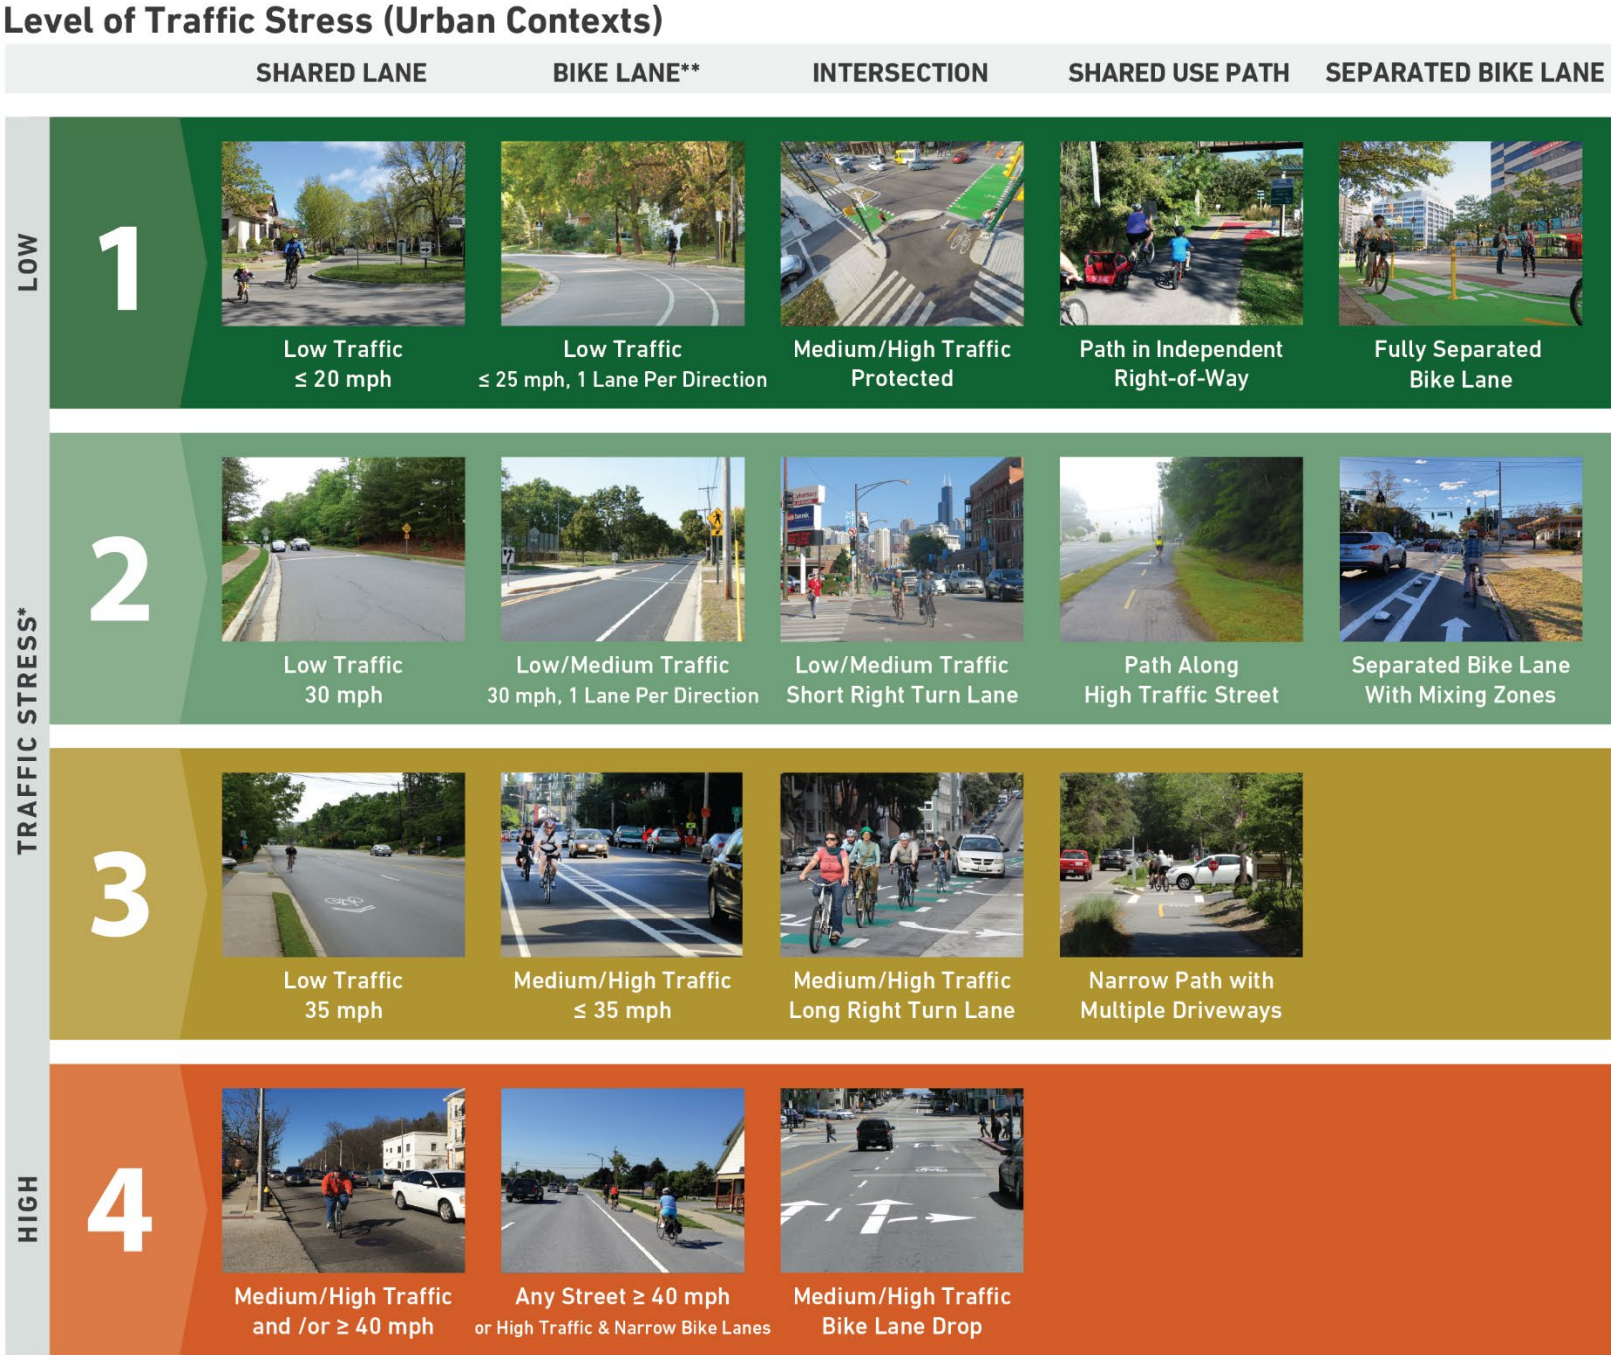 Level of Traffic Stress (Urban Contexts)
SHARED LANE
BIKE LANE**
INTERSECTION
SHARED USE PATH
SEPARATED BIKE LANE
TRAFFIC STRESS*
LOW
1
Low Traffic
≤ 20 mph
Low Traffic
≤ 25 mph, 1 Lane Per Direction
Medium/High Traffic
Protected
Path in Independent
Right-of-Way
Fully Separated
Bike Lane
2
Low Traffic
30 mph
Low/Medium Traffic
30 mph, 1 Lane Per Direction
pharmacy
bank
Low/Medium Traffic
Short Right Turn Lane
Path Along
High Traffic Street
Separated Bike Lane
With Mixing Zones
3
Low Traffic
35 mph
Medium/High Traffic
≤ 35 mph
Medium/High Traffic
Long Right Turn Lane
Narrow Path with
Multiple Driveways
HIGH
4
Medium/High Traffic
and /or ≥ 40 mph
Any Street ≥ 40 mph
or High Traffic & Narrow Bike Lanes
Medium/High Traffic
Bike Lane Drop